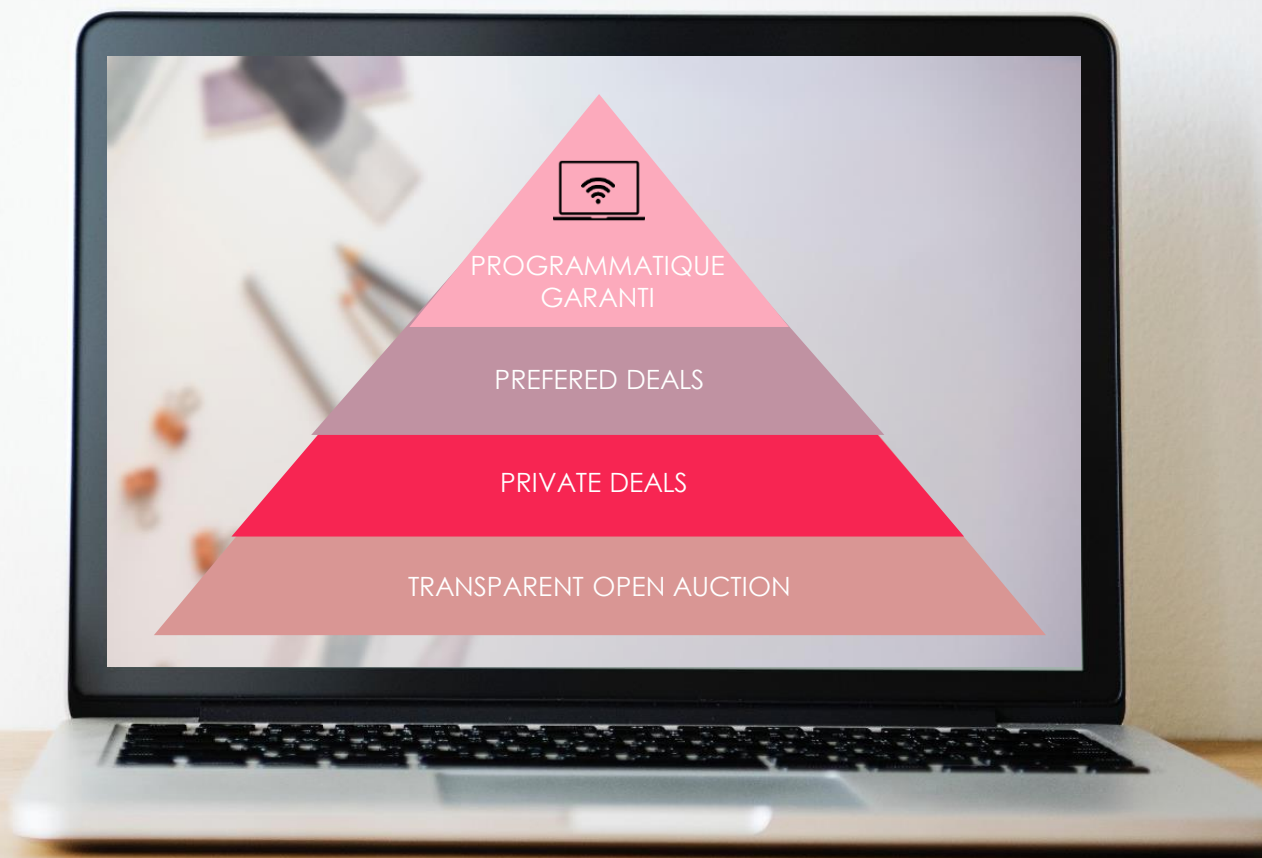 PROGRAMMATIQUE
GARANTI
PREFERED DEALS
PRIVATE DEALS
TRANSPARENT OPEN AUCTION